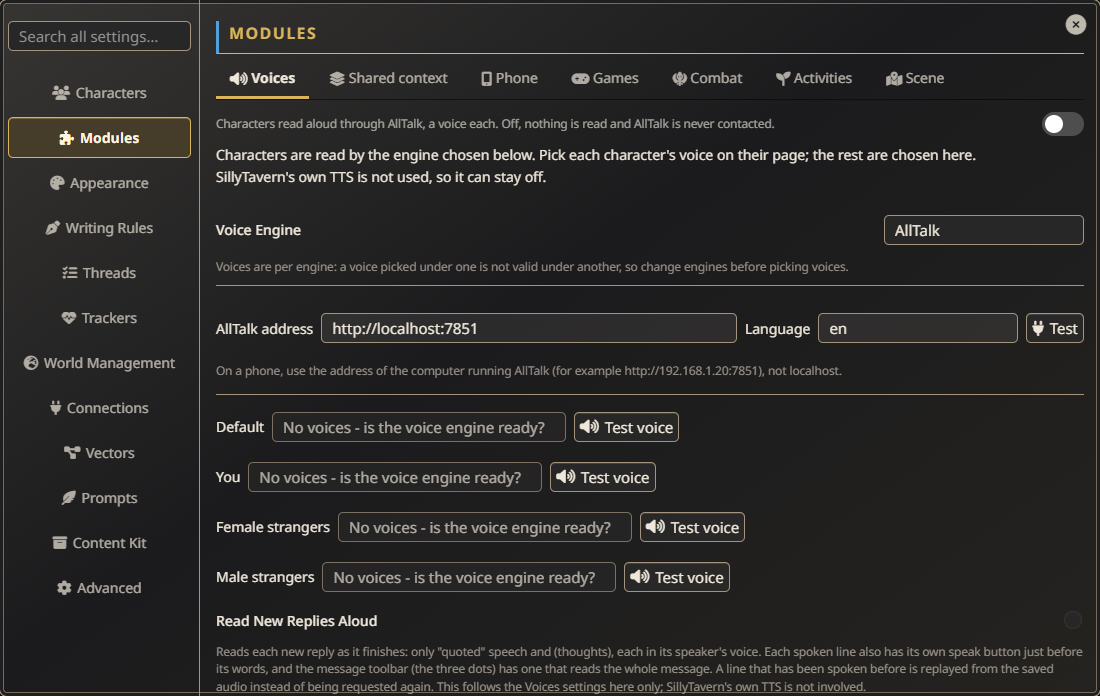 Search all settings...
Characters
Modules
Appearance
Writing Rules
Threads
Trackers
World Management
Connections
Vectors
Prompts
Content Kit
Advanced
MODULES
Voices
Shared context
Phone
Games
Combat
Activities
Scene
Characters read aloud through AllTalk, a voice each. Off, nothing is read and AllTalk is never contacted.
Characters are read by the engine chosen below. Pick each character's voice on their page; the rest are chosen here.
SillyTavern's own TTS is not used, so it can stay off.
Voice Engine
AllTalk
Voices are per engine: a voice picked under one is not valid under another, so change engines before picking voices.
AllTalk address
http://localhost:7851
Language
en
Test
On a phone, use the address of the computer running AllTalk (for example http://192.168.1.20:7851), not localhost.
Default
No voices - is the voice engine ready?
Test voice
You
No voices - is the voice engine ready?
Test voice
Female strangers
No voices - is the voice engine ready?
Test voice
Male strangers
No voices - is the voice engine ready?
Test voice
Read New Replies Aloud
Reads each new reply as it finishes: only "quoted" speech and (thoughts), each in its speaker's voice. Each spoken line also has its own speak button just before
its words, and the message toolbar (the three dots) has one that reads the whole message. A line that has been spoken before is replayed from the saved
audio instead of being requested again. This follows the Voices settings here only; SillyTavern's own TTS is not involved.